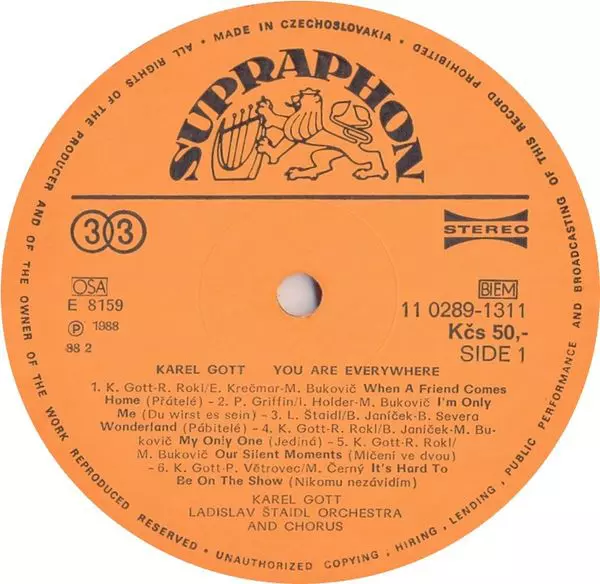 ALL RIGHTS OF THE PRODUCER AND OF THE OWNER OF THE WORK REPRODUCED RESERVED • UNAUTHORIZED COPYING, HIRING, LENDING, PUBLIC PERFORMANCE AND BROADCASTING OF THIS RECORD PROHIBITED • MADE IN CZECHOSLOVAKIA •
SUPRAPHON
33
STEREO
OSA
E 8159
Ⓟ 1988
88 2
BIEM
11 0289-1311
Kčs 50,-
SIDE 1
KAREL GOTT YOU ARE EVERYWHERE
1. K. Gott-R. Rokl/E. Krečmar-M. Bukovič When A Friend Comes
Home (Přátelé) - 2. P. Griffin/I. Holder-M. Bukovič I'm Only
Me (Du wirst es sein) - 3. L. Štaidl/B. Janíček-B. Severa
Wonderland (Pábitelé) - 4. K. Gott-R. Rokl/B. Janíček-M. Bu-
kovič My Only One (Jediná) - 5. K. Gott-R. Rokl/
M. Bukovič Our Silent Moments (Mlčení ve dvou)
- 6. K. Gott-P. Větrovec/M. Černý It's Hard To
Be On The Show (Nikomu nezávidím)
KAREL GOTT
LADISLAV ŠTAIDL ORCHESTRA
AND CHORUS